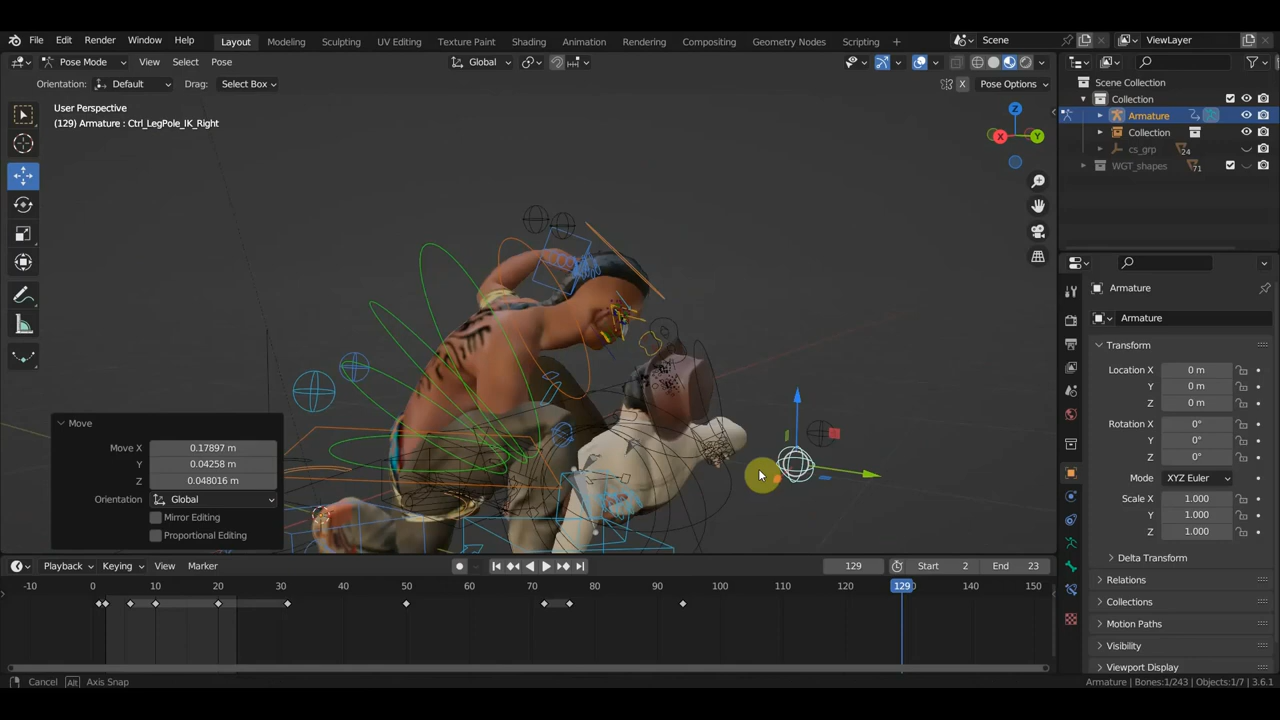 File Edit Render Window Help Layout Modeling Sculpting UV Editing Texture Paint Shading Animation Rendering Compositing Geometry Nodes Scripting + Scene ViewLayer
Pose Mode View Select Pose Global
Orientation: Default Drag: Select Box X Pose Options
User Perspective
(129) Armature : Ctrl_LegPole_IK_Right
Z
X Y
Move
Move X 0.17897 m
Y 0.04258 m
Z 0.048016 m
Orientation Global
Mirror Editing
Proportional Editing
Scene Collection
Collection
Armature
Collection
cs_grp 24
WGT_shapes 71
Armature
Armature
Transform
Location X 0 m
Y 0 m
Z 0 m
Rotation X 0°
Y 0°
Z 0°
Mode XYZ Euler
Scale X 1.000
Y 1.000
Z 1.000
Delta Transform
Relations
Collections
Motion Paths
Visibility
Viewport Display
Playback Keying View Marker 129 Start 2 End 23
-10 0 10 20 30 40 50 60 70 80 90 100 110 120 129 140 150
Cancel Alt Axis Snap Armature | Bones:1/243 | Objects:1/7 | 3.6.1